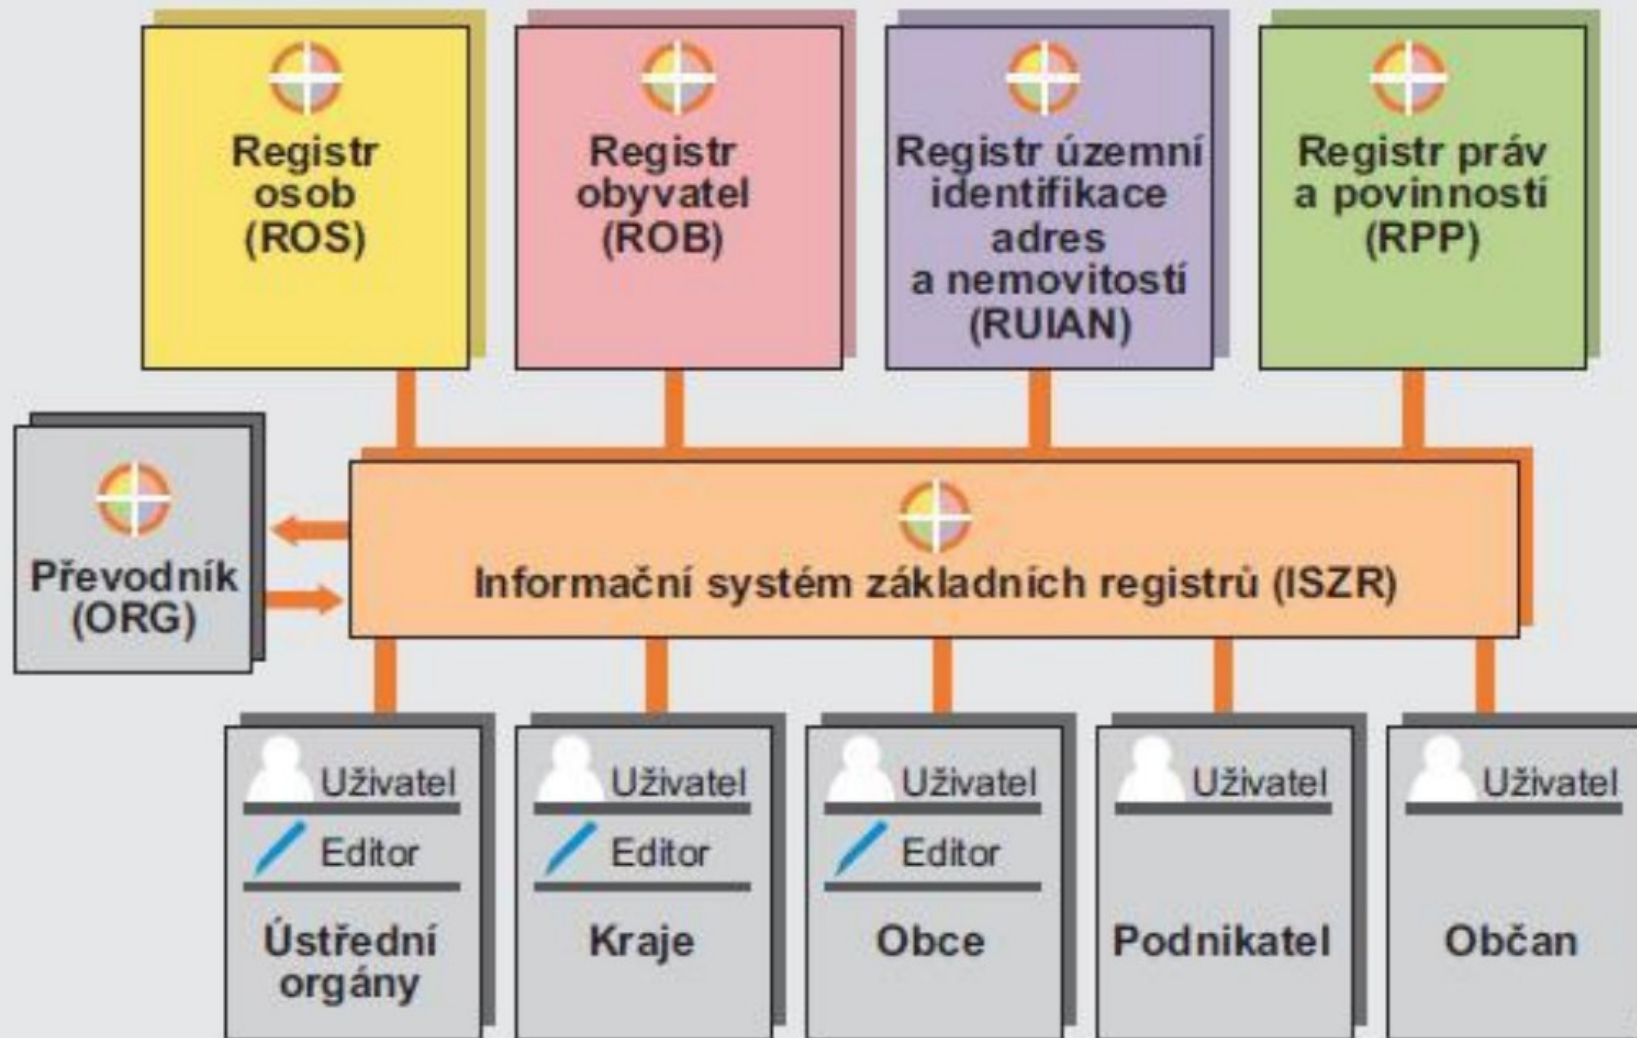 Registr
osob
(ROS)
Registr
obyvatel
(ROB)
Registr územní
identifikace
adres
a nemovitostí
(RUIAN)
Registr práv
a povinností
(RPP)
Převodník
(ORG)
Informační systém základních registrů (ISZR)
Uživatel
Editor
Ústřední
orgány
Uživatel
Editor
Kraje
Uživatel
Editor
Obce
Uživatel
Podnikatel
Uživatel
Občan